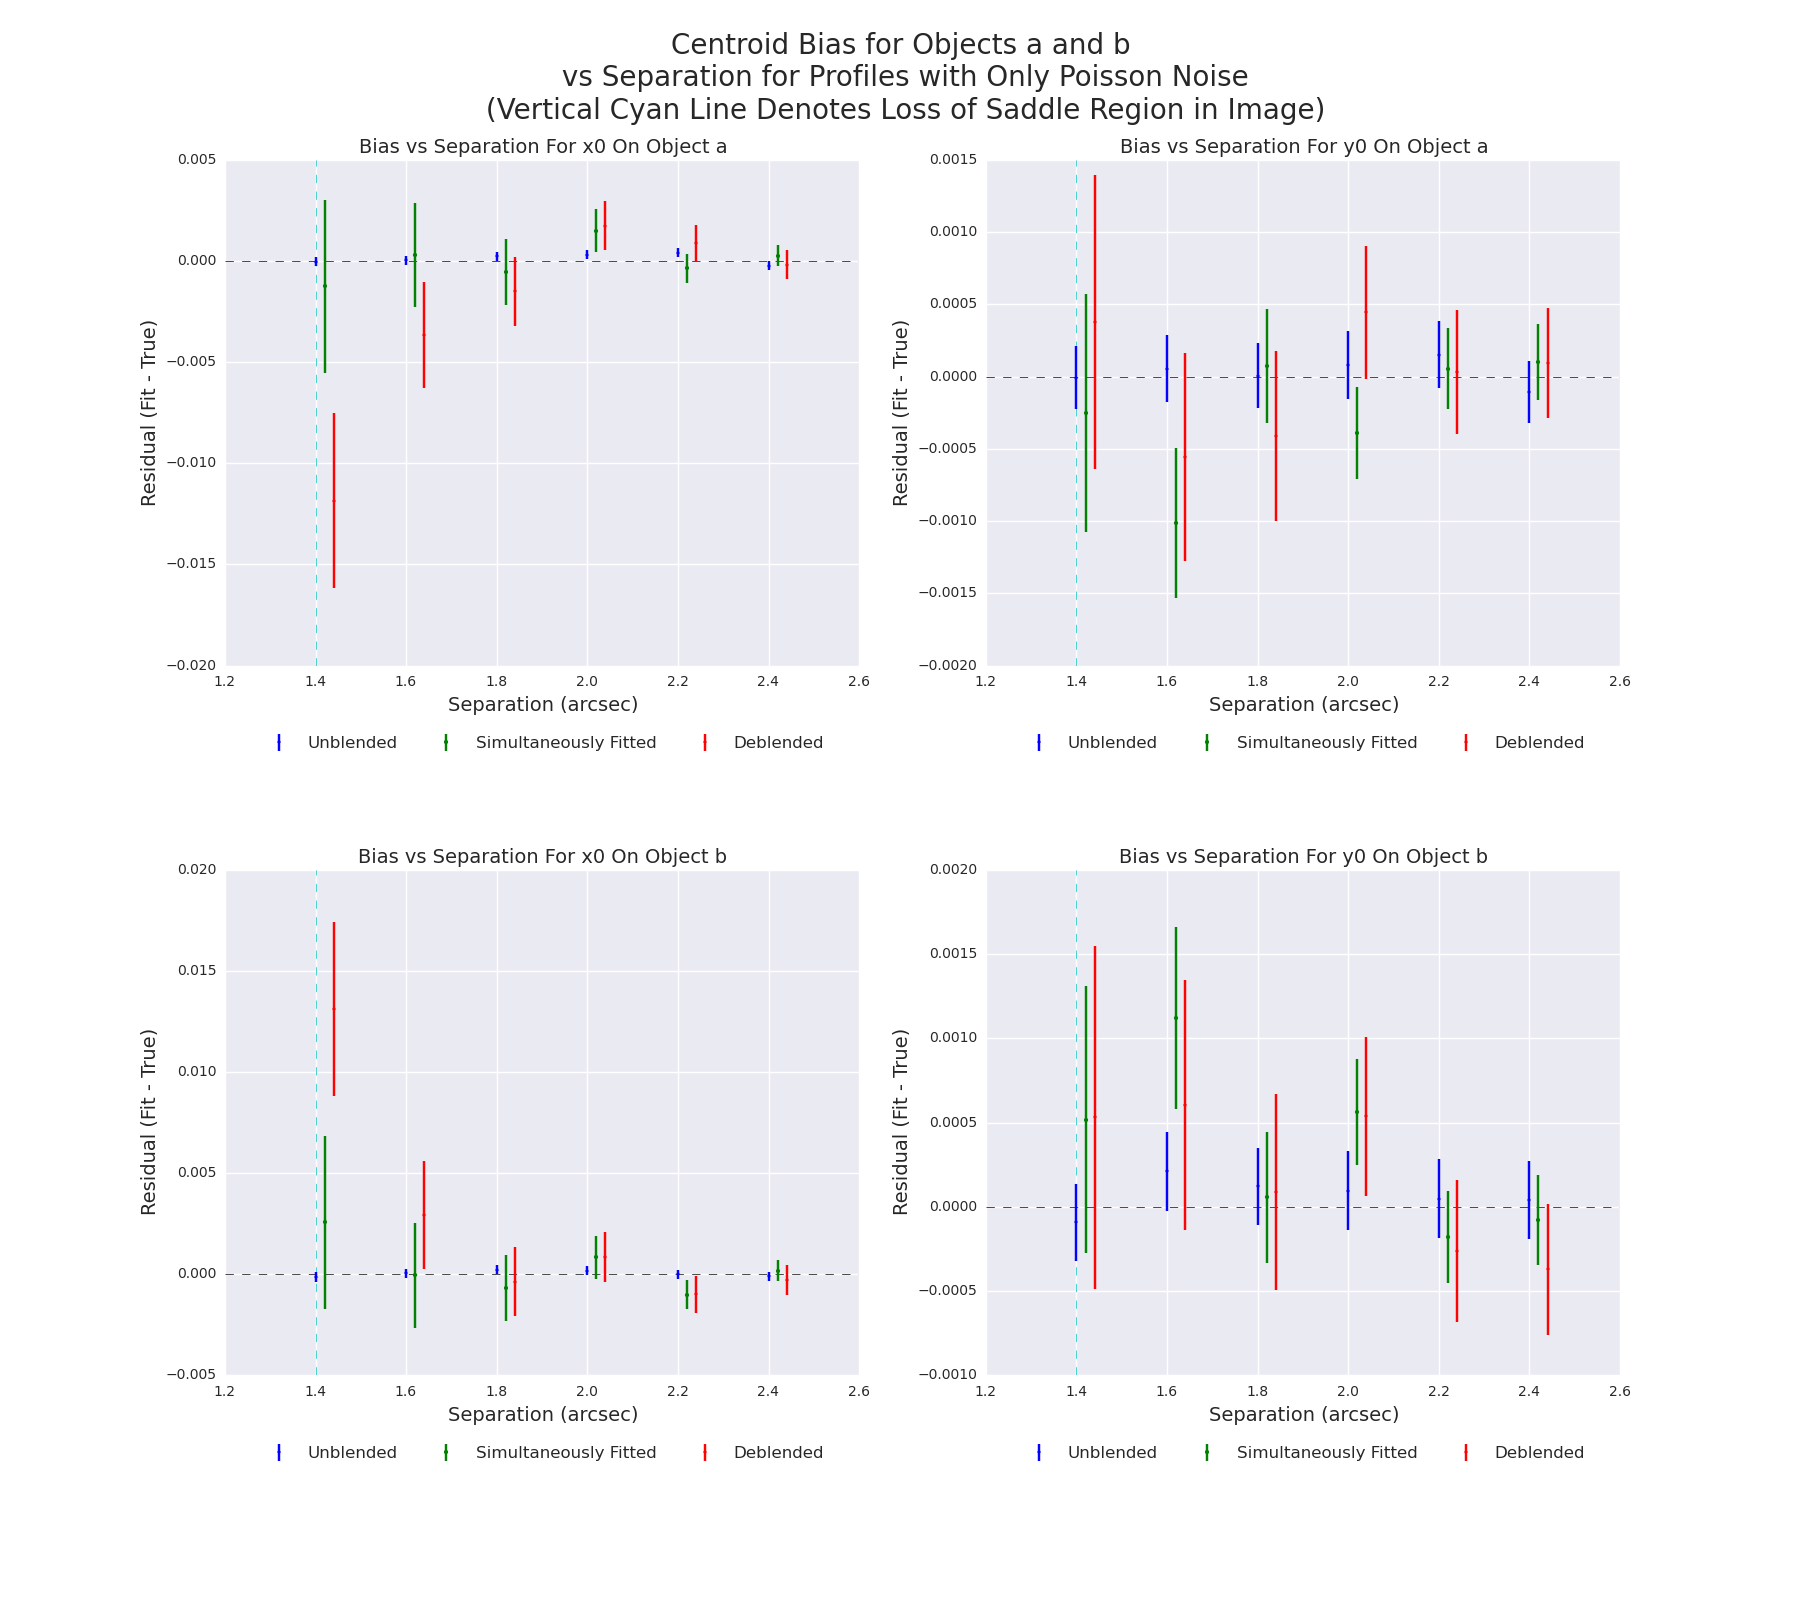 Centroid Bias for Objects a and b
vs Separation for Profiles with Only Poisson Noise
(Vertical Cyan Line Denotes Loss of Saddle Region in Image)
Bias vs Separation For x0 On Object a
0.005
0.000
−0.005
−0.010
−0.015
−0.020
Residual (Fit - True)
1.2 1.4 1.6 1.8 2.0 2.2 2.4 2.6
Separation (arcsec)
Unblended Simultaneously Fitted Deblended
Bias vs Separation For y0 On Object a
0.0015
0.0010
0.0005
0.0000
−0.0005
−0.0010
−0.0015
−0.0020
Residual (Fit - True)
1.2 1.4 1.6 1.8 2.0 2.2 2.4 2.6
Separation (arcsec)
Unblended Simultaneously Fitted Deblended
Bias vs Separation For x0 On Object b
0.020
0.015
0.010
0.005
0.000
−0.005
Residual (Fit - True)
1.2 1.4 1.6 1.8 2.0 2.2 2.4 2.6
Separation (arcsec)
Unblended Simultaneously Fitted Deblended
Bias vs Separation For y0 On Object b
0.0020
0.0015
0.0010
0.0005
0.0000
−0.0005
−0.0010
Residual (Fit - True)
1.2 1.4 1.6 1.8 2.0 2.2 2.4 2.6
Separation (arcsec)
Unblended Simultaneously Fitted Deblended